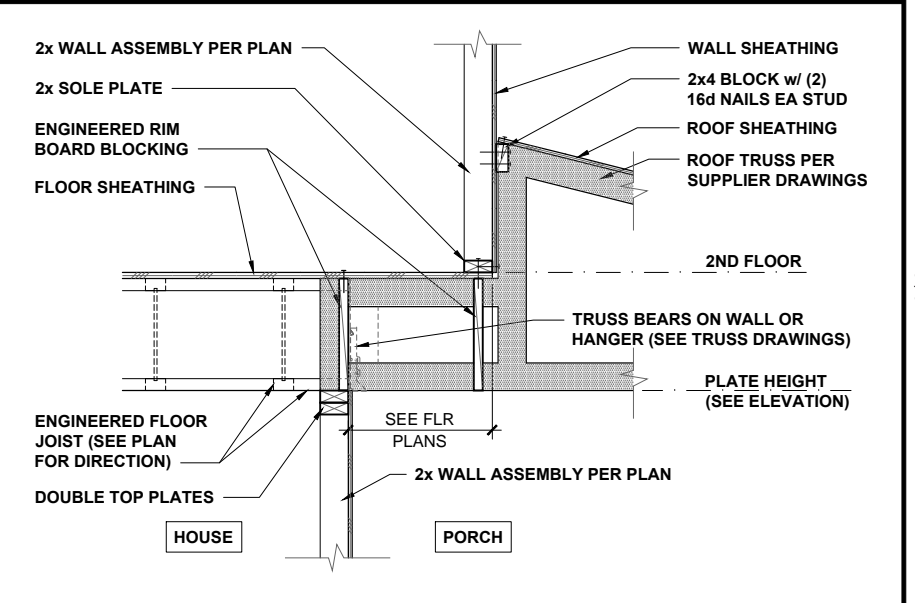 2x WALL ASSEMBLY PER PLAN
2x SOLE PLATE
ENGINEERED RIM
BOARD BLOCKING
FLOOR SHEATHING
WALL SHEATHING
2x4 BLOCK w/ (2)
16d NAILS EA STUD
ROOF SHEATHING
ROOF TRUSS PER
SUPPLIER DRAWINGS
2ND FLOOR
TRUSS BEARS ON WALL OR
HANGER (SEE TRUSS DRAWINGS)
PLATE HEIGHT
(SEE ELEVATION)
ENGINEERED FLOOR
JOIST (SEE PLAN
FOR DIRECTION)
DOUBLE TOP PLATES
SEE FLR
PLANS
2x WALL ASSEMBLY PER PLAN
HOUSE
PORCH